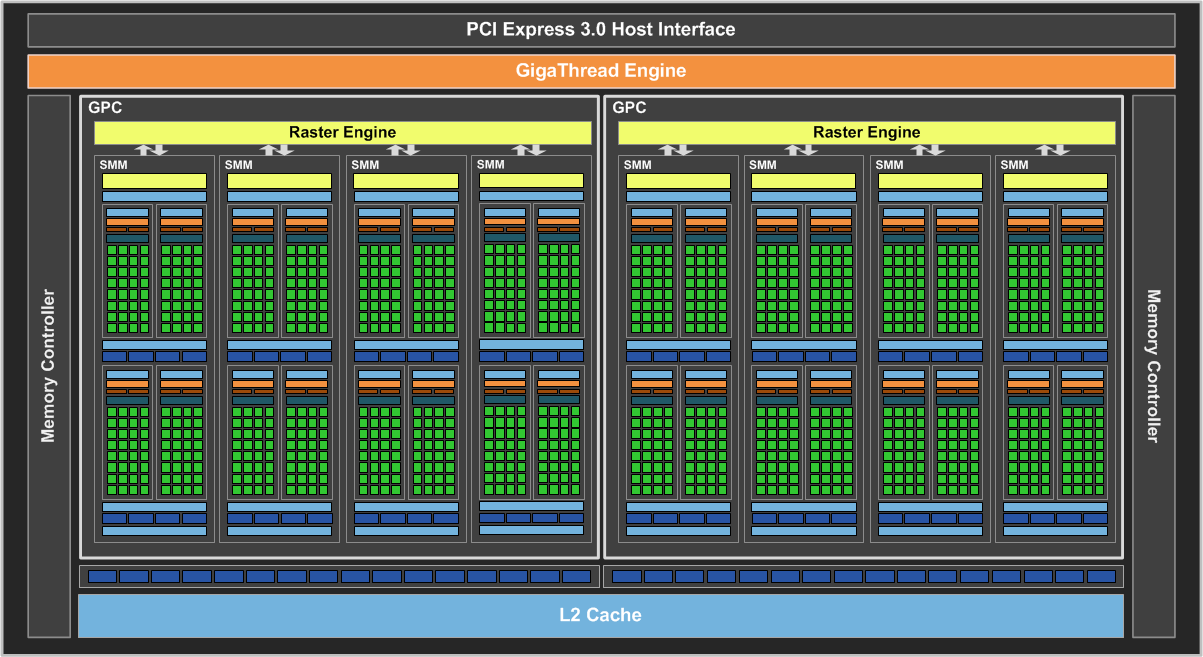 PCI Express 3.0 Host Interface
GigaThread Engine
Memory Controller
GPC
Raster Engine
SMM
SMM
SMM
SMM
GPC
Raster Engine
SMM
SMM
SMM
SMM
Memory Controller
L2 Cache